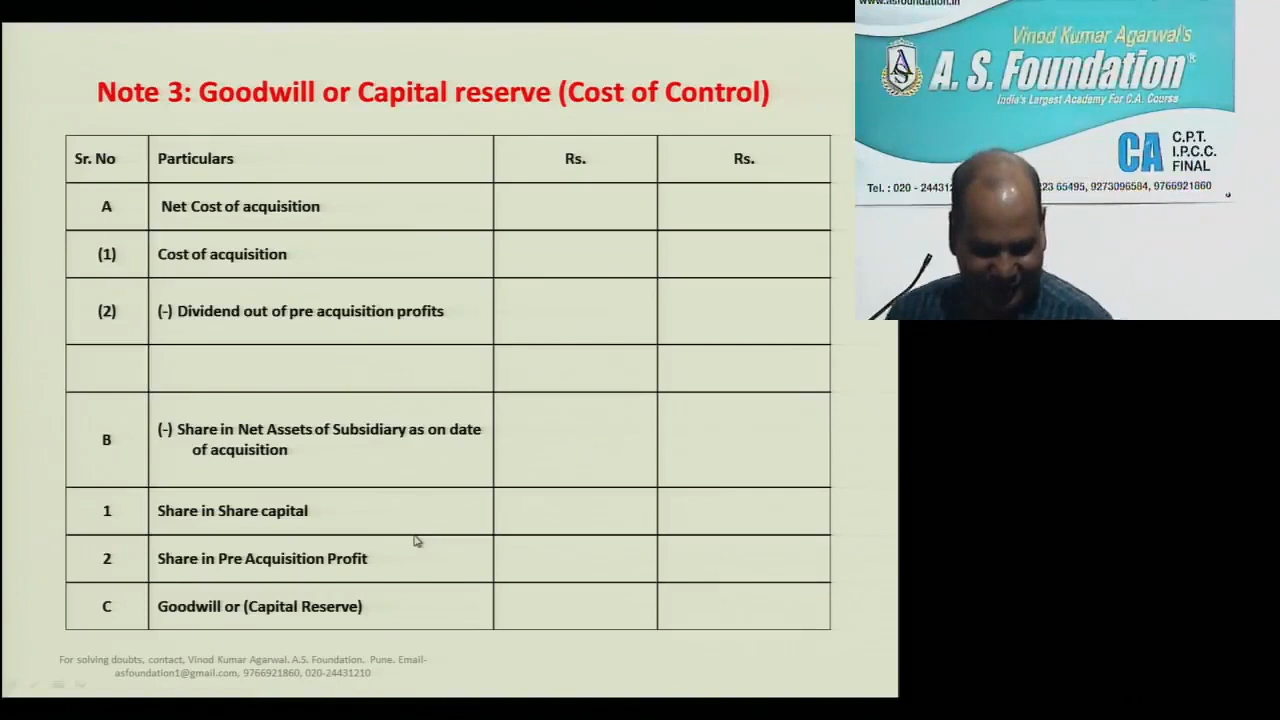 www.asfoundation.in
Vinod Kumar Agarwal's
A. S. Foundation®
India's Largest Academy For C.A. Course
CA
C.P.T.
I.P.C.C.
FINAL
Tel. : 020 - 24431 223 65495, 9273096584, 9766921860
Note 3: Goodwill or Capital reserve (Cost of Control)
Sr. No Particulars Rs. Rs.
A Net Cost of acquisition
(1) Cost of acquisition
(2) (-) Dividend out of pre acquisition profits
B (-) Share in Net Assets of Subsidiary as on date
of acquisition
1 Share in Share capital
2 Share in Pre Acquisition Profit
C Goodwill or (Capital Reserve)
For solving doubts, contact, Vinod Kumar Agarwal. A.S. Foundation. Pune. Email-
asfoundation1@gmail.com, 9766921860, 020-24431210